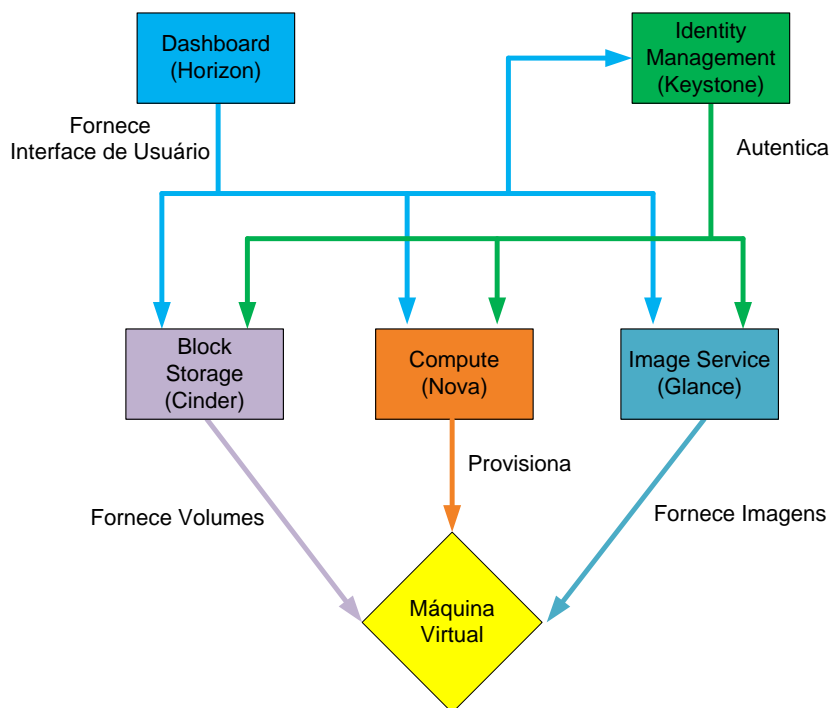 Dashboard
(Horizon)
Identity
Management
(Keystone)
Fornece
Interface de Usuário
Autentica
Block
Storage
(Cinder)
Compute
(Nova)
Image Service
(Glance)
Provisiona
Fornece Volumes
Fornece Imagens
Máquina
Virtual